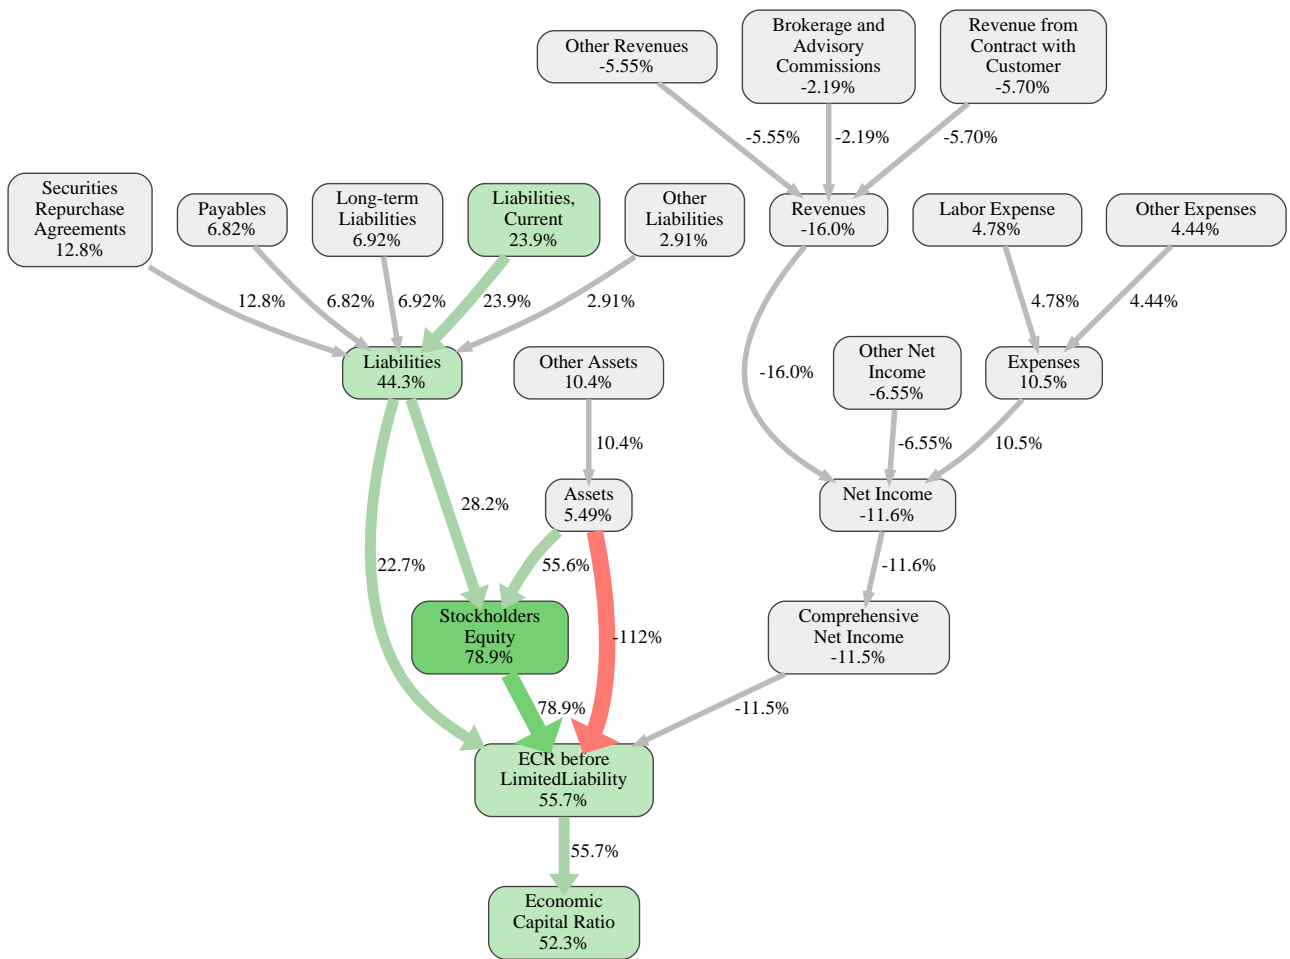 Other Revenues
-5.55%
Brokerage and
Advisory
Commissions
-2.19%
Revenue from
Contract with
Customer
-5.70%
-5.55%
-2.19%
-5.70%
Securities
Repurchase
Agreements
12.8%
Payables
6.82%
Long-term
Liabilities
6.92%
Liabilities,
Current
23.9%
Other
Liabilities
2.91%
Revenues
-16.0%
Labor Expense
4.78%
Other Expenses
4.44%
12.8%
6.82%
6.92%
23.9%
2.91%
4.78%
4.44%
Liabilities
44.3%
Other Assets
10.4%
-16.0%
Other Net
Income
-6.55%
Expenses
10.5%
10.4%
-6.55%
10.5%
28.2%
Assets
5.49%
Net Income
-11.6%
22.7%
55.6%
-11.6%
Stockholders
Equity
78.9%
-112%
Comprehensive
Net Income
-11.5%
78.9%
-11.5%
ECR before
LimitedLiability
55.7%
55.7%
Economic
Capital Ratio
52.3%